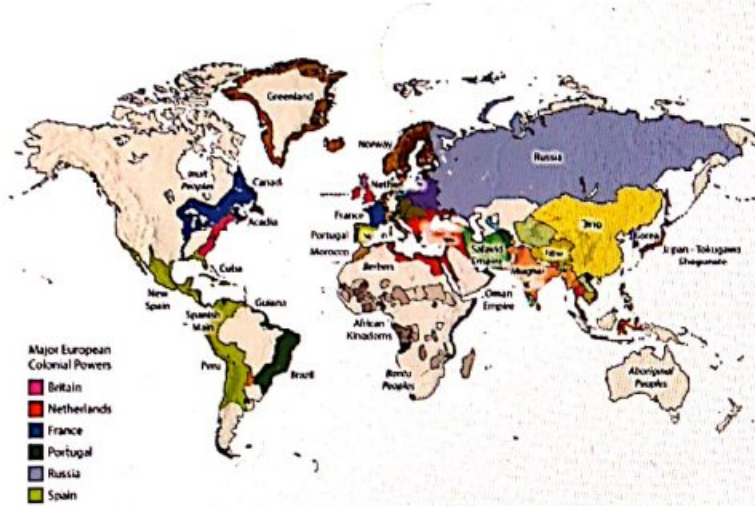 Greenland
Norway
Russia
Inuit
Peoples
Canada
Acadia
France
Portugal
Morocco
Safavid
Empire
Mughal
Korea
Japan - Tokugawa
Shogunate
Cuba
New
Spain
Berbers
Oman
Empire
Guiana
Spanish
Main
African
Kingdoms
Peru
Brazil
Bantu
Peoples
Aboriginal
Peoples
Major European
Colonial Powers
Britain
Netherlands
France
Portugal
Russia
Spain